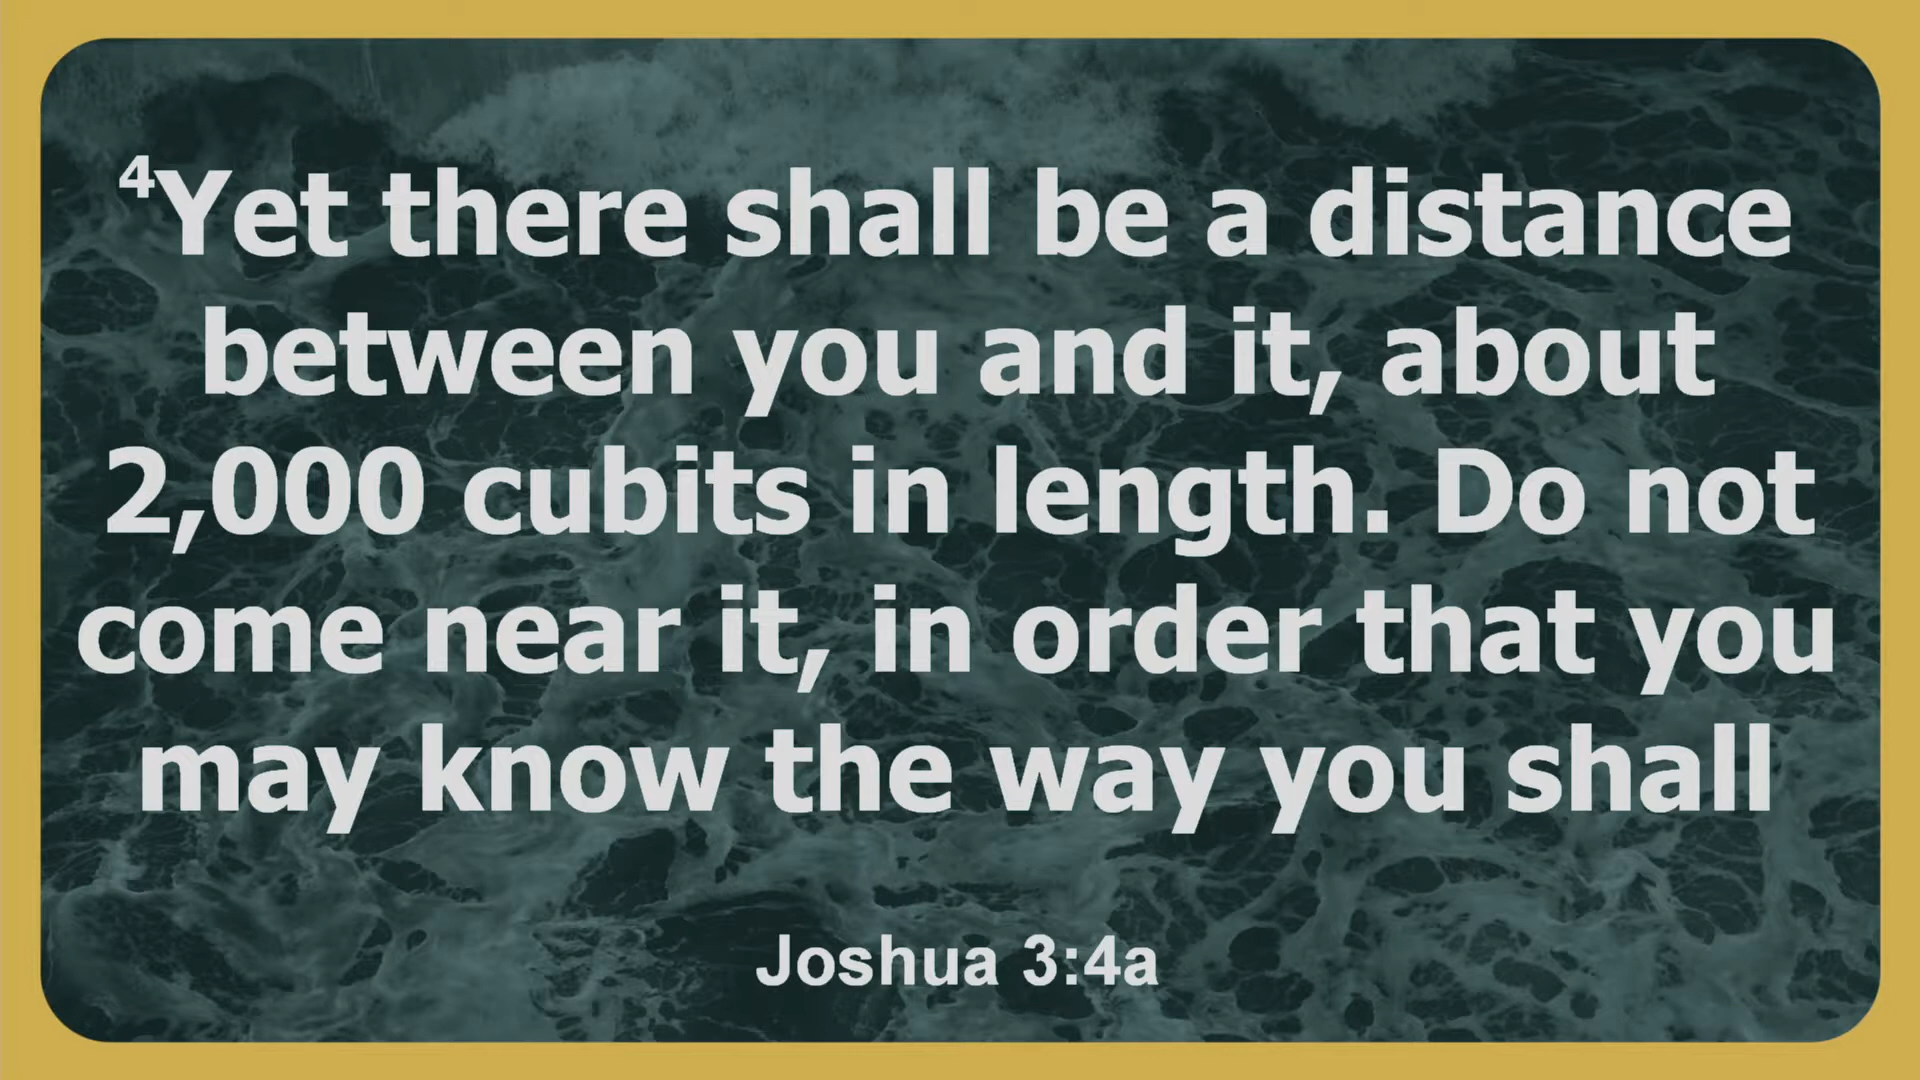 4Yet there shall be a distance
between you and it, about
2,000 cubits in length. Do not
come near it, in order that you
may know the way you shall
Joshua 3:4a